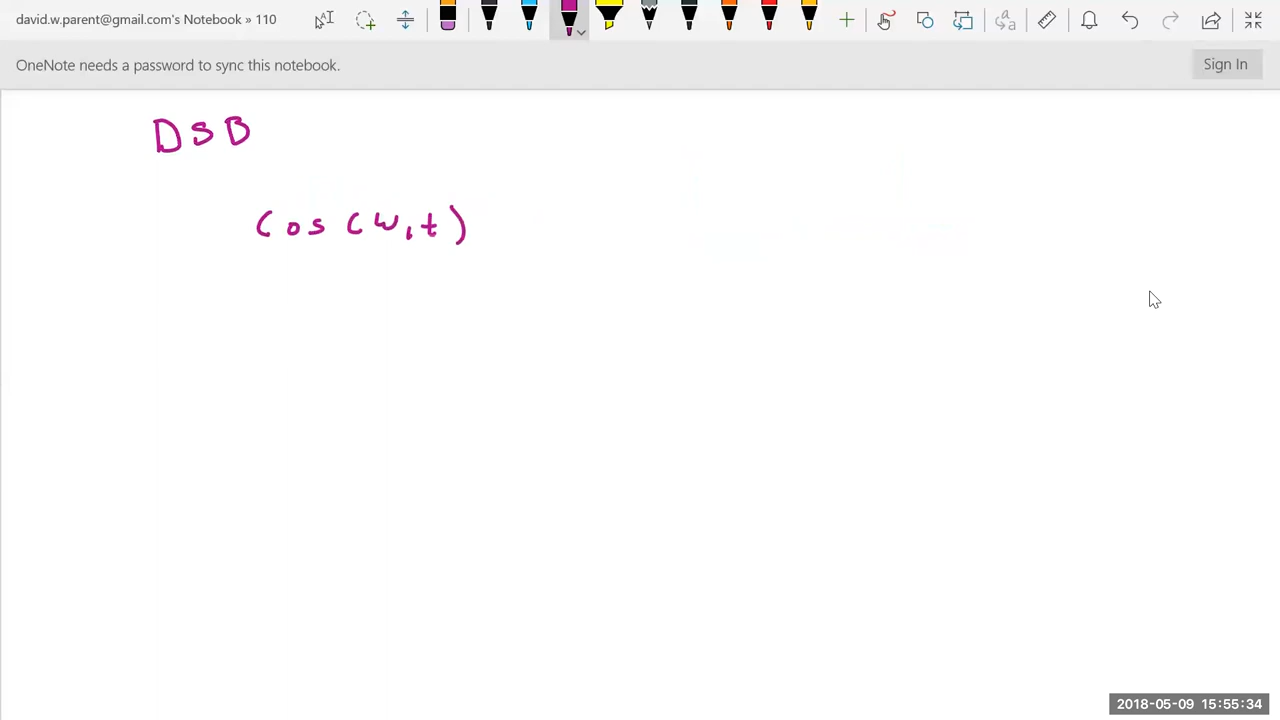 david.w.parent@gmail.com's Notebook » 110
OneNote needs a password to sync this notebook.
Sign In
DSB
cos(ω₁t)
2018-05-09 15:55:34